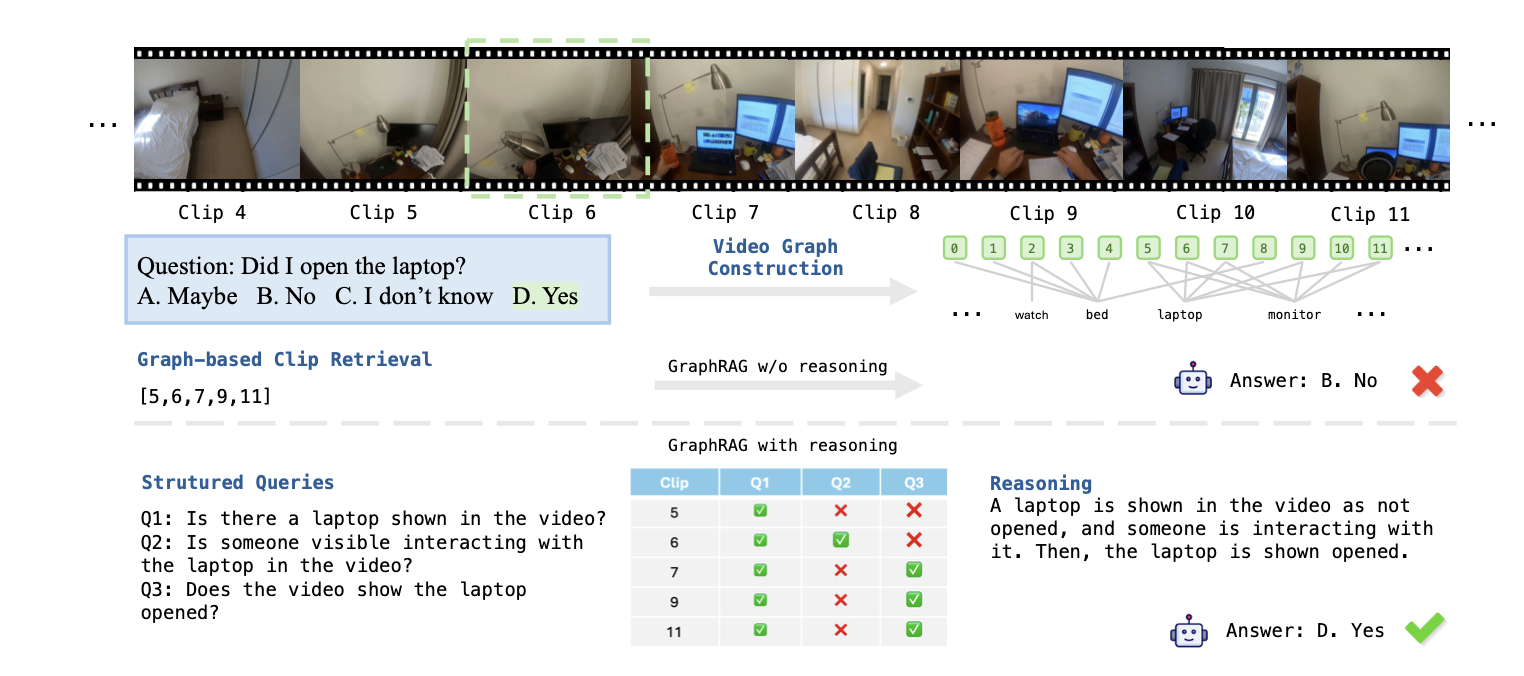 ...
...
Clip 4 Clip 5 Clip 6 Clip 7 Clip 8 Clip 9 Clip 10 Clip 11
Question: Did I open the laptop?
A. Maybe B. No C. I don't know D. Yes
Video Graph
Construction
0 1 2 3 4 5 6 7 8 9 10 11 ...
... watch bed laptop monitor ...
Graph-based Clip Retrieval
[5,6,7,9,11]
GraphRAG w/o reasoning
Answer: B. No
GraphRAG with reasoning
Strutured Queries
Q1: Is there a laptop shown in the video?
Q2: Is someone visible interacting with
the laptop in the video?
Q3: Does the video show the laptop
opened?
Clip Q1 Q2 Q3
5 ✅ ❌ ❌
6 ✅ ✅ ❌
7 ✅ ❌ ✅
9 ✅ ❌ ✅
11 ✅ ❌ ✅
Reasoning
A laptop is shown in the video as not
opened, and someone is interacting with
it. Then, the laptop is shown opened.
Answer: D. Yes